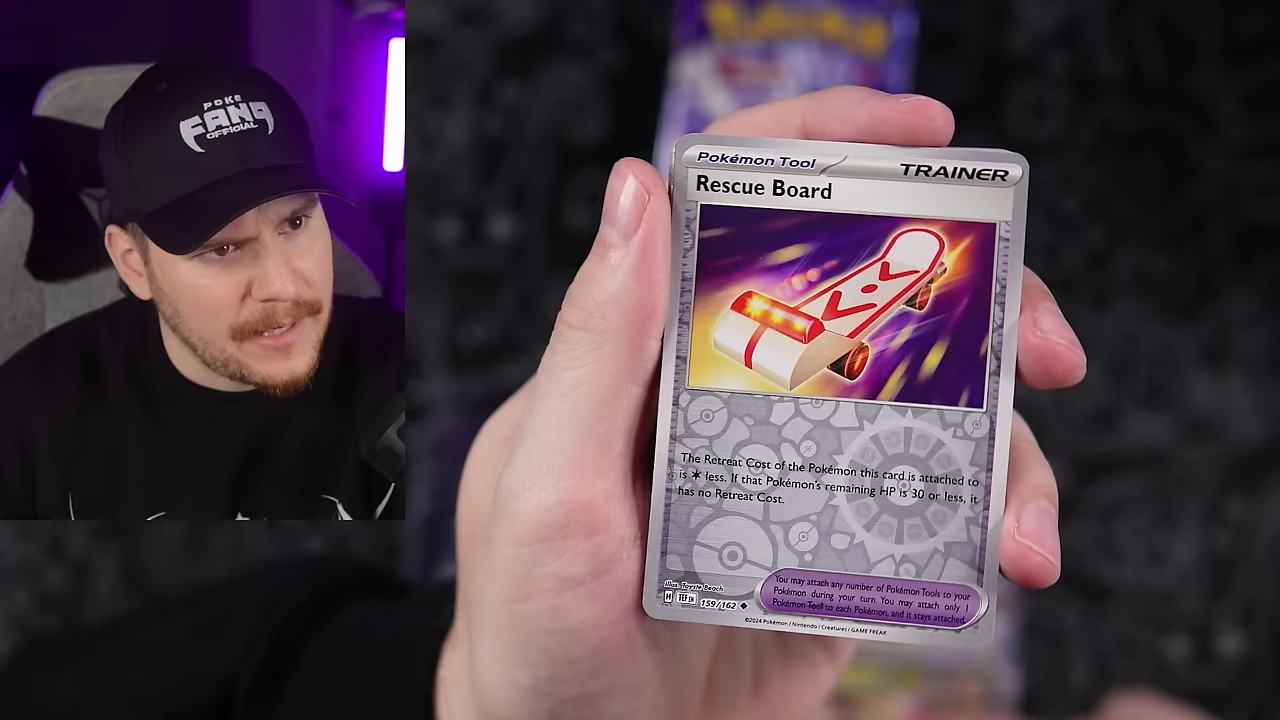 POKE
FANG
OFFICIAL
Pokémon
Pokémon Tool
TRAINER
Rescue Board
The Retreat Cost of the Pokémon this card is attached to
is less. If that Pokémon's remaining HP is 30 or less, it
has no Retreat Cost.
You may attach any number of Pokémon Tools to your
Pokémon during your turn. You may attach only 1
Pokémon Tool to each Pokémon, and it stays attached.
Illus. Toyste Beach
H TEF EN 159/162
©2024 Pokémon / Nintendo / Creatures / GAME FREAK